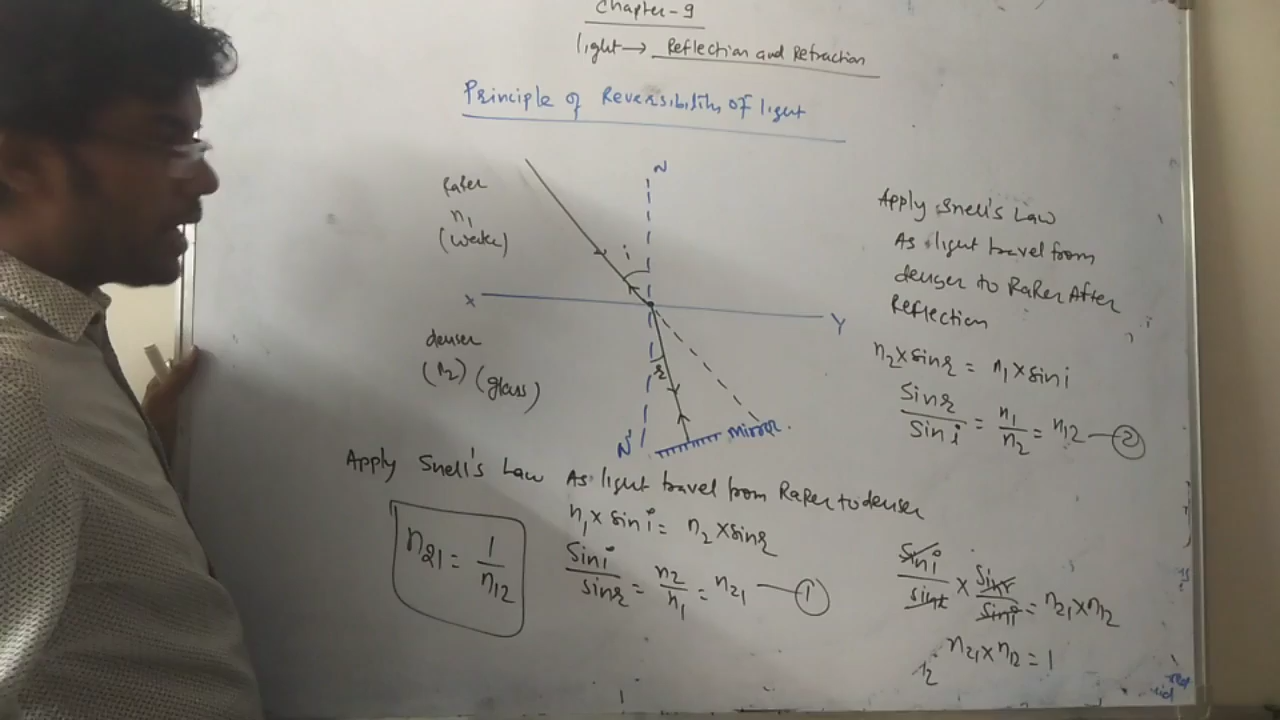 Chapter-9
light → Reflection and Refraction
Principle of Reversibility of light
N
Rarer
n1
(water)
i
X
Y
denser
(n2) (glass)
r
N'
Mirror.
Apply Snell's Law
As light travel from
denser to Rarer After
Reflection
n2 x sinr = n1 x sini
Sinr/Sini = n1/n2 = n12 — 2
Apply Snell's Law As light travel from Rarer to denser
n1 x sini = n2 x sinr
Sini/sinr = n2/n1 = n21 — 1
n21 = 1/n12
Sini/sinr x Sinr/Sini = n21 x n12
n21 x n12 = 1